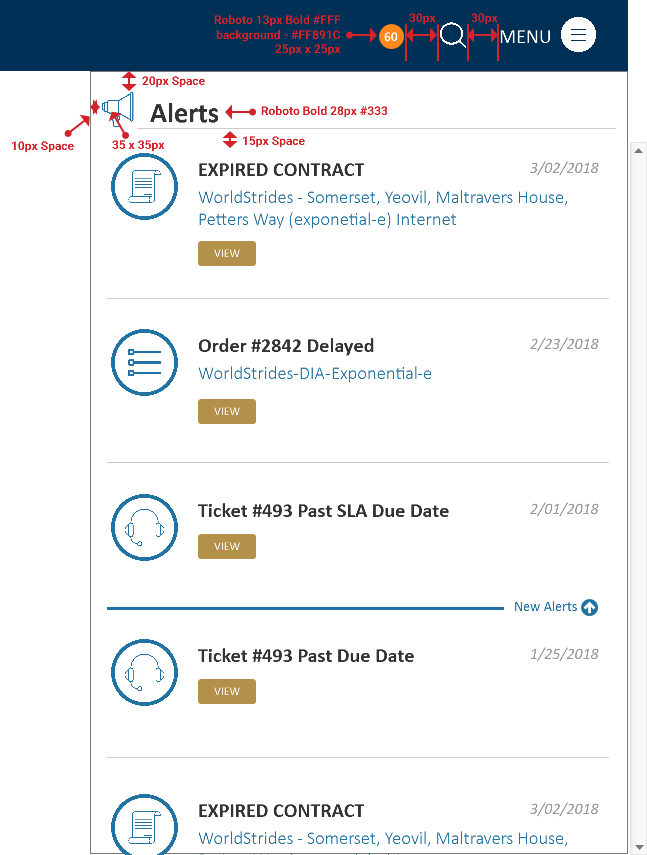 Roboto 13px Bold #FFF
background - #FF891C
25px x 25px
60
30px
30px
MENU
20px Space
Alerts
Roboto Bold 28px #333
10px Space
35 x 35px
15px Space
EXPIRED CONTRACT
3/02/2018
WorldStrides - Somerset, Yeovil, Maltravers House,
Petters Way (exponetial-e) Internet
VIEW
Order #2842 Delayed
2/23/2018
WorldStrides-DIA-Exponential-e
VIEW
Ticket #493 Past SLA Due Date
2/01/2018
VIEW
New Alerts
Ticket #493 Past Due Date
1/25/2018
VIEW
EXPIRED CONTRACT
3/02/2018
WorldStrides - Somerset, Yeovil, Maltravers House,